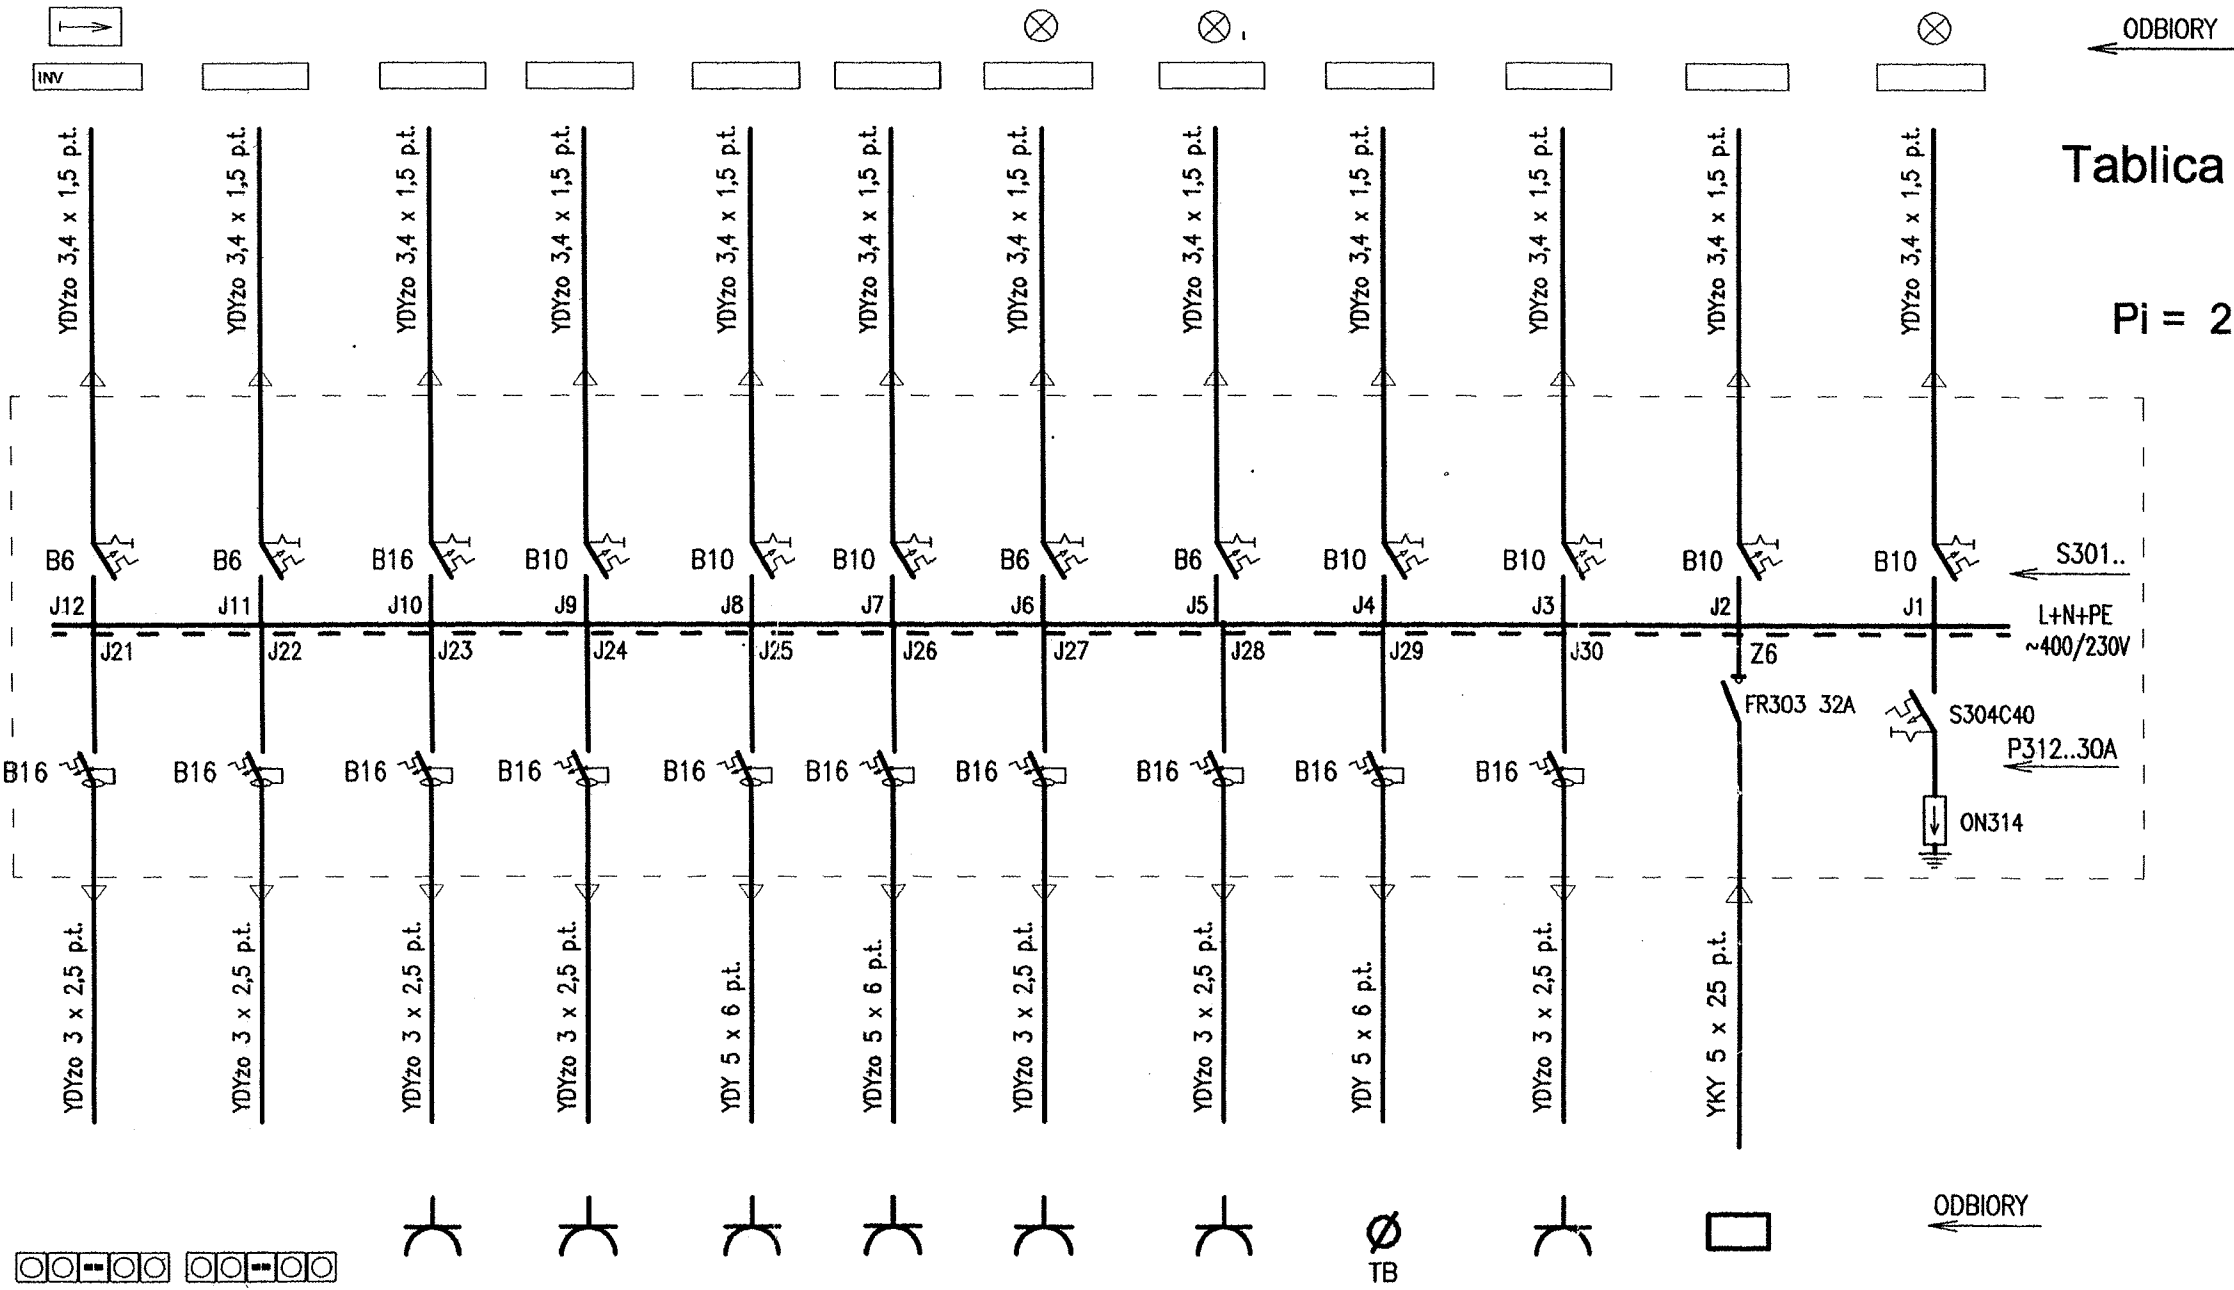 ODBIORY
INV
Tablica
Pi = 2
YDYżo 3,4 x 1,5 p.t.
YDYżo 3,4 x 1,5 p.t.
YDYżo 3,4 x 1,5 p.t.
YDYżo 3,4 x 1,5 p.t.
YDYżo 3,4 x 1,5 p.t.
YDYżo 3,4 x 1,5 p.t.
YDYżo 3,4 x 1,5 p.t.
YDYżo 3,4 x 1,5 p.t.
YDYżo 3,4 x 1,5 p.t.
YDYżo 3,4 x 1,5 p.t.
YDYżo 3,4 x 1,5 p.t.
YDYżo 3,4 x 1,5 p.t.
B6 B6 B16 B10 B10 B10 B6 B6 B10 B10 B10 B10 S301..
J12 J11 J10 J9 J8 J7 J6 J5 J4 J3 J2 J1 L+N+PE
J21 J22 J23 J24 J25 J26 J27 J28 J29 J30 Z6 ~400/230V
FR303 32A S304C40
P312..30A
B16 B16 B16 B16 B16 B16 B16 B16 B16 B16
ON314
YDYżo 3 x 2,5 p.t.
YDYżo 3 x 2,5 p.t.
YDYżo 3 x 2,5 p.t.
YDYżo 3 x 2,5 p.t.
YDY 5 x 6 p.t.
YDYżo 5 x 6 p.t.
YDYżo 3 x 2,5 p.t.
YDYżo 3 x 2,5 p.t.
YDY 5 x 6 p.t.
YDYżo 3 x 2,5 p.t.
YKY 5 x 25 p.t.
ODBIORY
TB